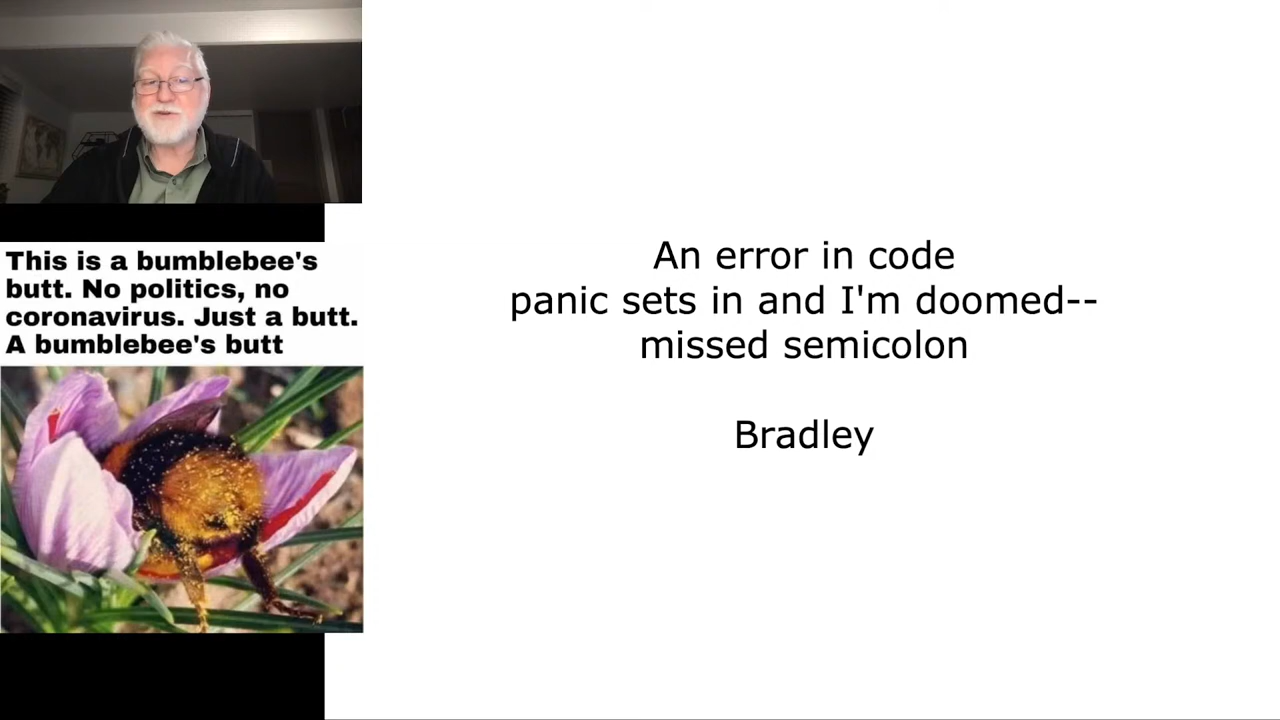 This is a bumblebee's
butt. No politics, no
coronavirus. Just a butt.
A bumblebee's butt
An error in code
panic sets in and I'm doomed--
missed semicolon
Bradley